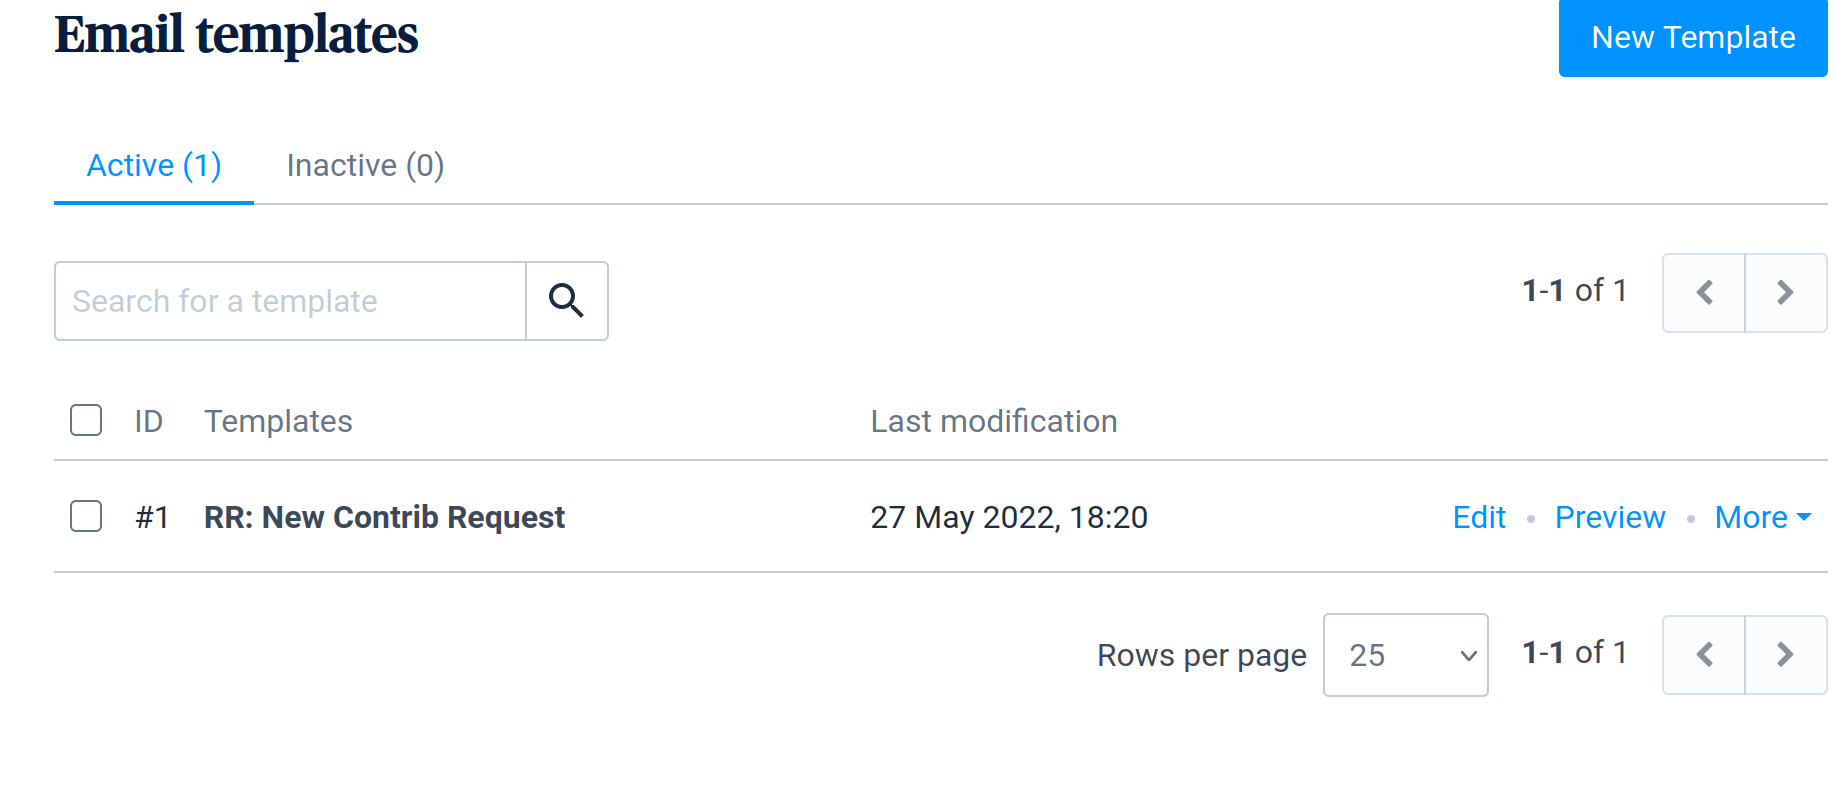 Email templates
New Template
Active (1) Inactive (0)
Search for a template
1-1 of 1
ID Templates Last modification
#1 RR: New Contrib Request 27 May 2022, 18:20 Edit • Preview • More
Rows per page 25 1-1 of 1